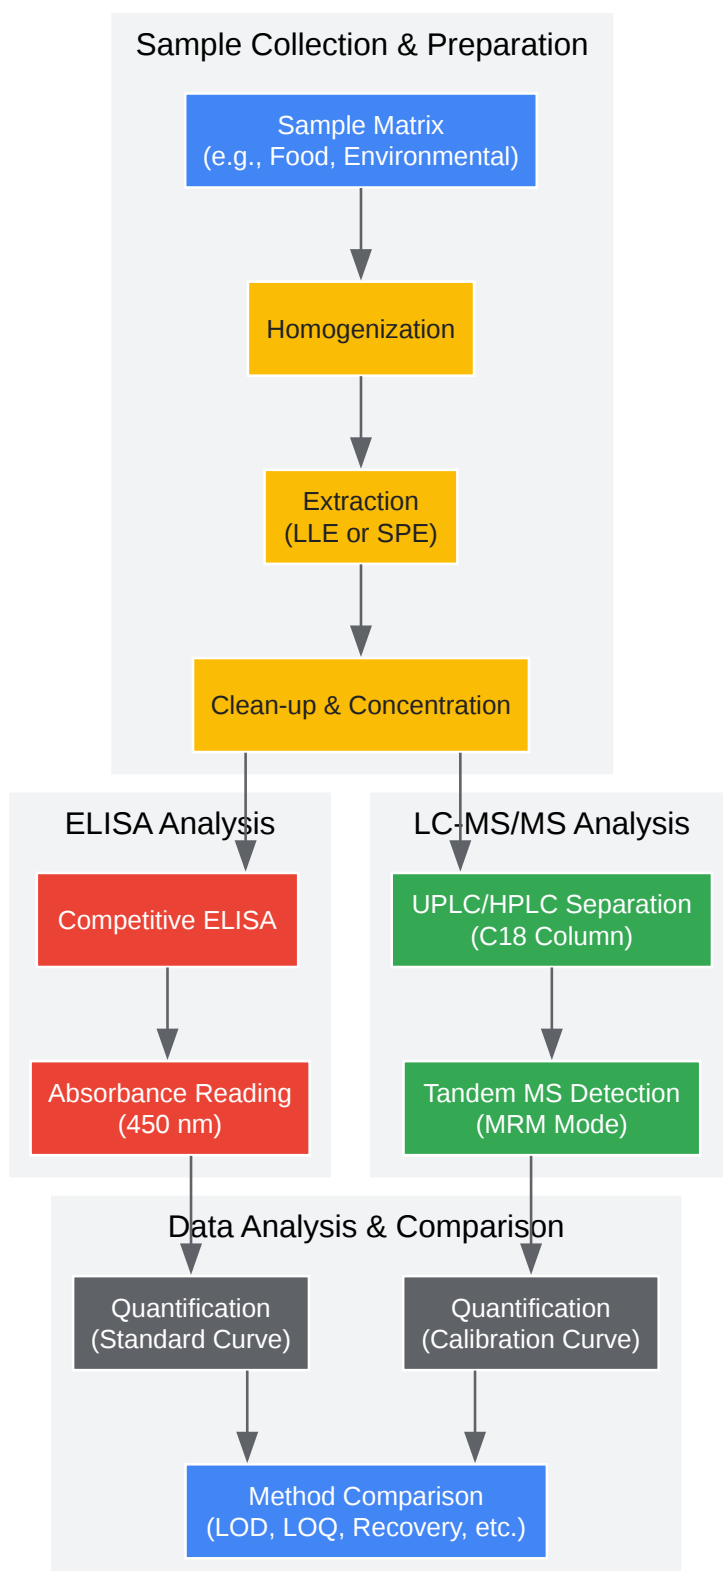 Sample Collection & Preparation
Sample Matrix
(e.g., Food, Environmental)
Homogenization
Extraction
(LLE or SPE)
Clean-up & Concentration
ELISA Analysis
Competitive ELISA
Absorbance Reading
(450 nm)
LC-MS/MS Analysis
UPLC/HPLC Separation
(C18 Column)
Tandem MS Detection
(MRM Mode)
Data Analysis & Comparison
Quantification
(Standard Curve)
Quantification
(Calibration Curve)
Method Comparison
(LOD, LOQ, Recovery, etc.)